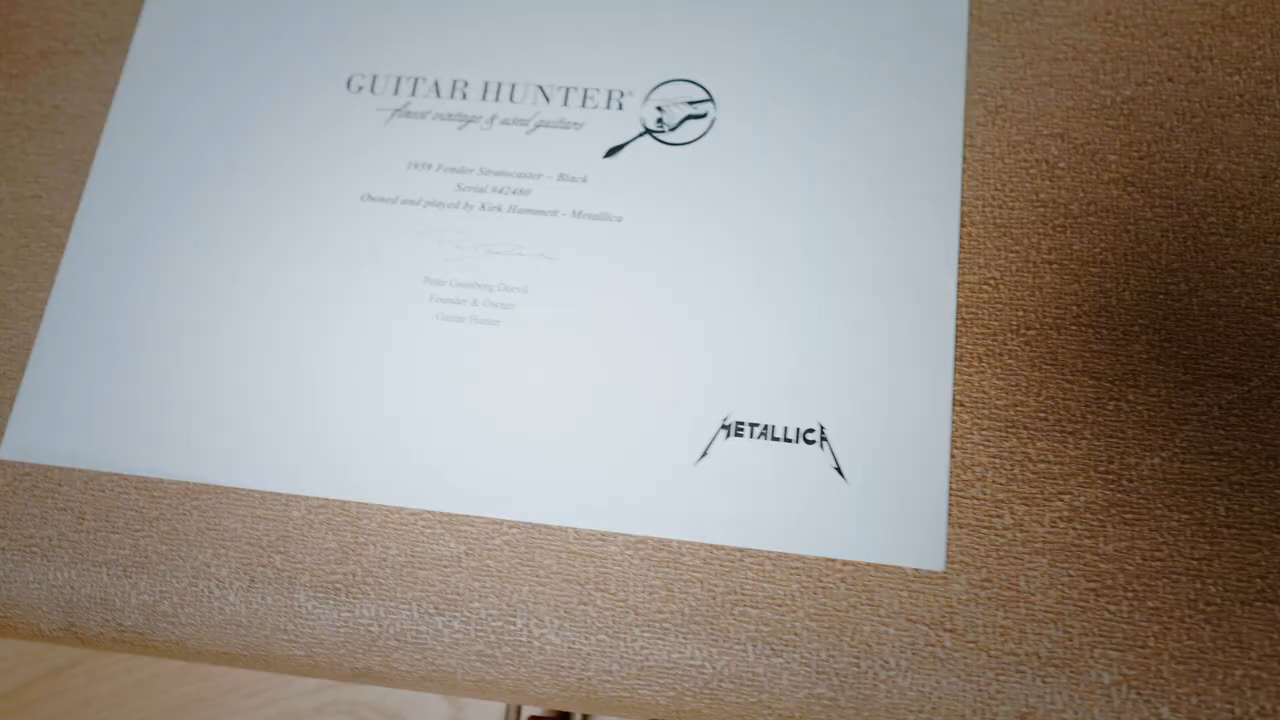 GUITAR HUNTER®
finest vintage & used guitars
1959 Fender Stratocaster – Black
Serial #42480
Owned and played by Kirk Hammett - Metallica
Founder & Owner
Guitar Hunter
METALLICA